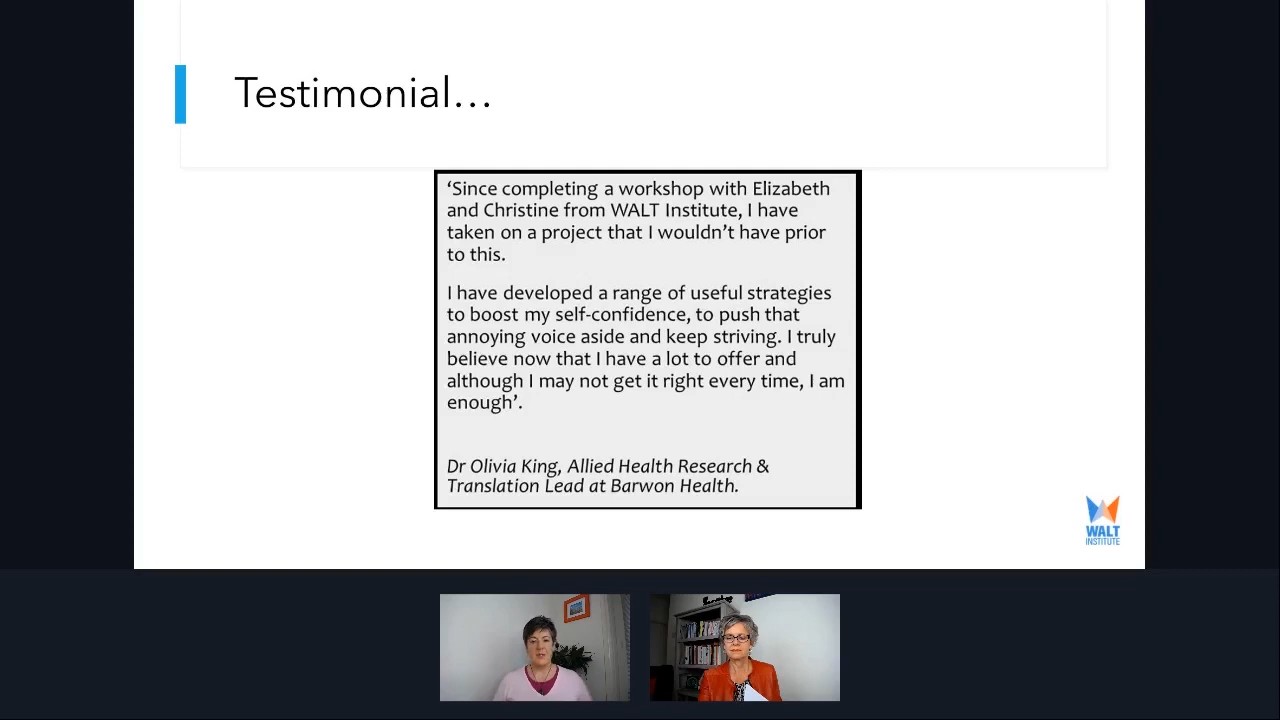 Testimonial...
‘Since completing a workshop with Elizabeth
and Christine from WALT Institute, I have
taken on a project that I wouldn’t have prior
to this.
I have developed a range of useful strategies
to boost my self-confidence, to push that
annoying voice aside and keep striving. I truly
believe now that I have a lot to offer and
although I may not get it right every time, I am
enough’.
Dr Olivia King, Allied Health Research &
Translation Lead at Barwon Health.
WALT
INSTITUTE